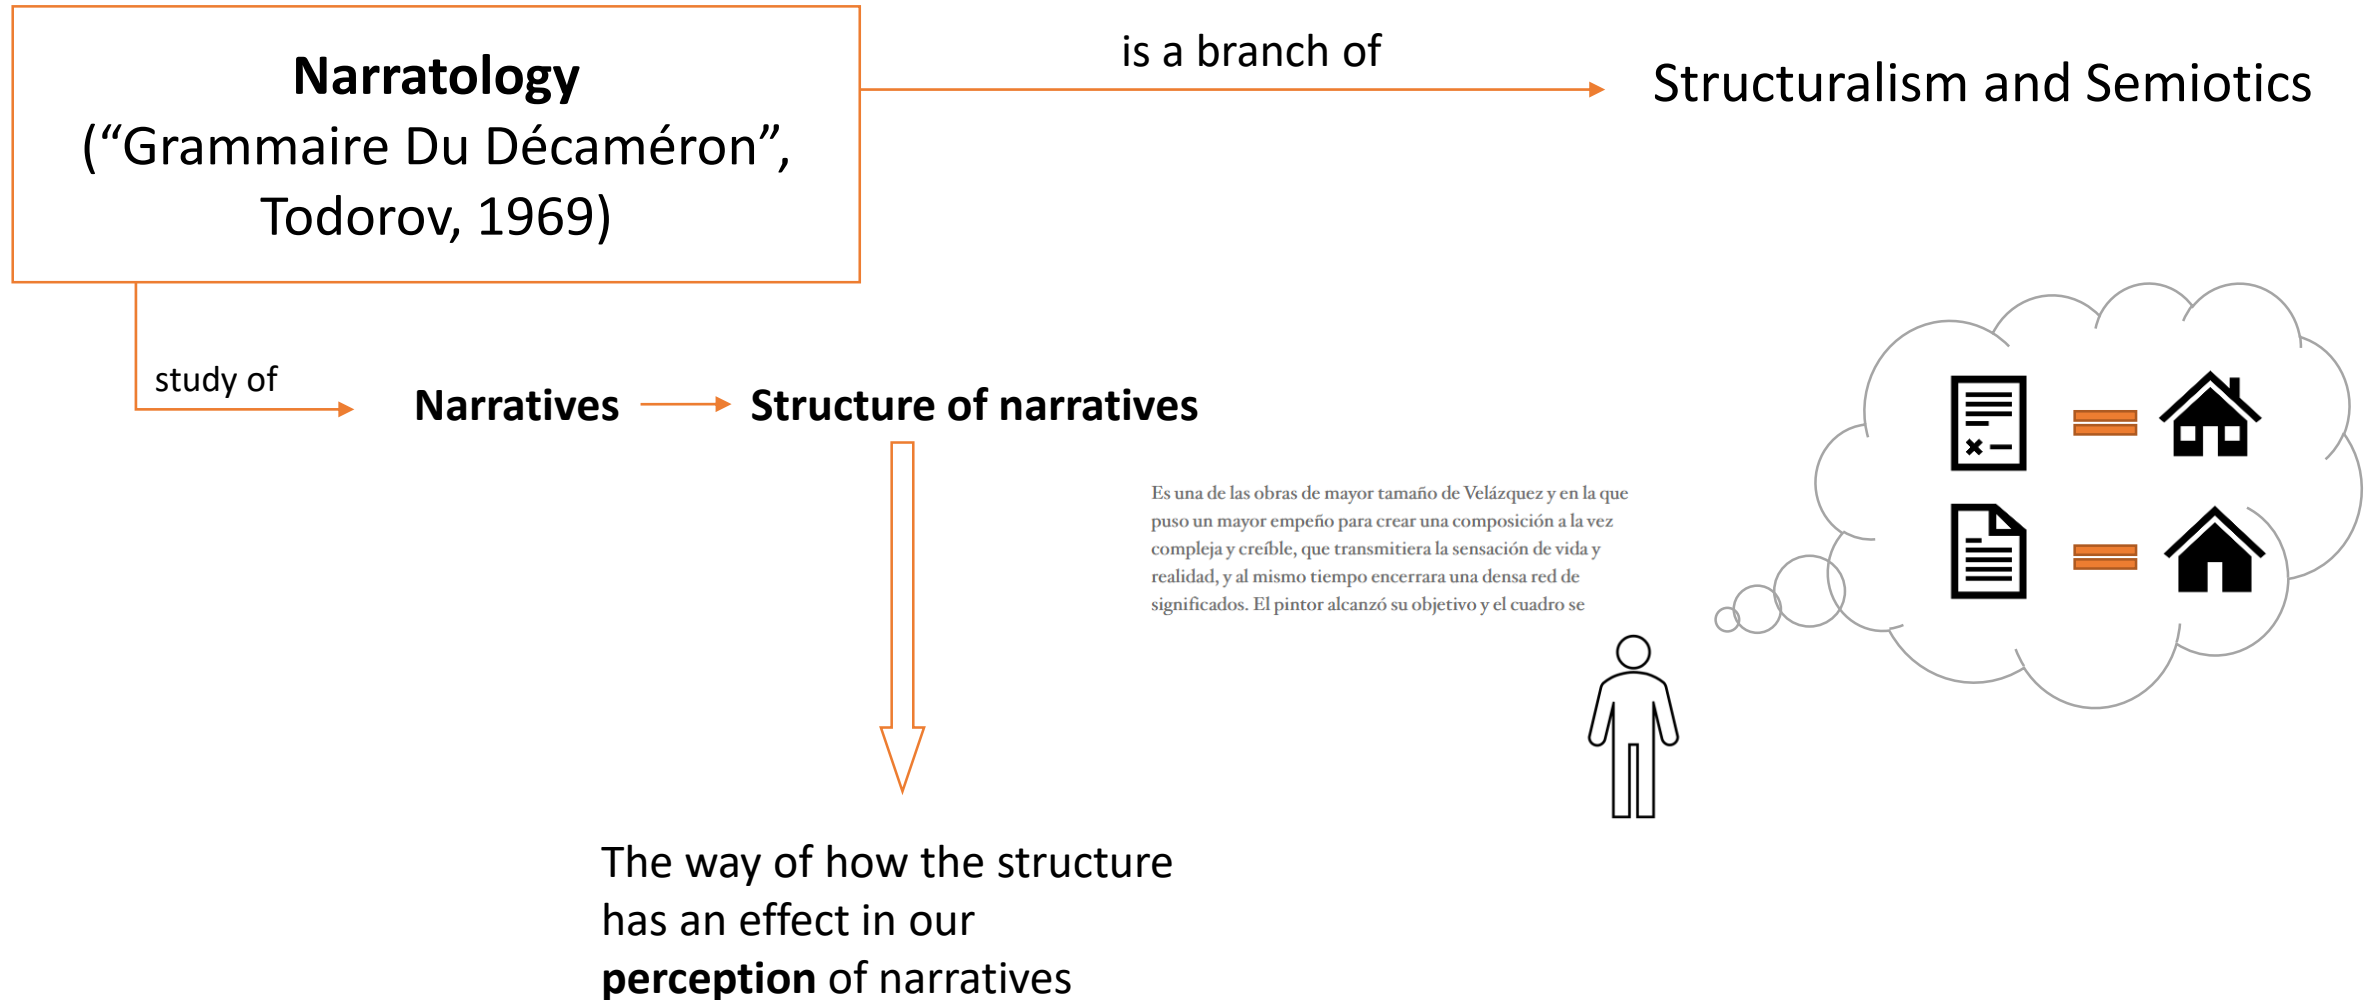 Narratology
(“Grammaire Du Décaméron”,
Todorov, 1969)
is a branch of
Structuralism and Semiotics
study of
Narratives
Structure of narratives
Es una de las obras de mayor tamaño de Velázquez y en la que
puso un mayor empeño para crear una composición a la vez
compleja y creíble, que transmitiera la sensación de vida y
realidad, y al mismo tiempo encerrara una densa red de
significados. El pintor alcanzó su objetivo y el cuadro se
The way of how the structure
has an effect in our
perception of narratives